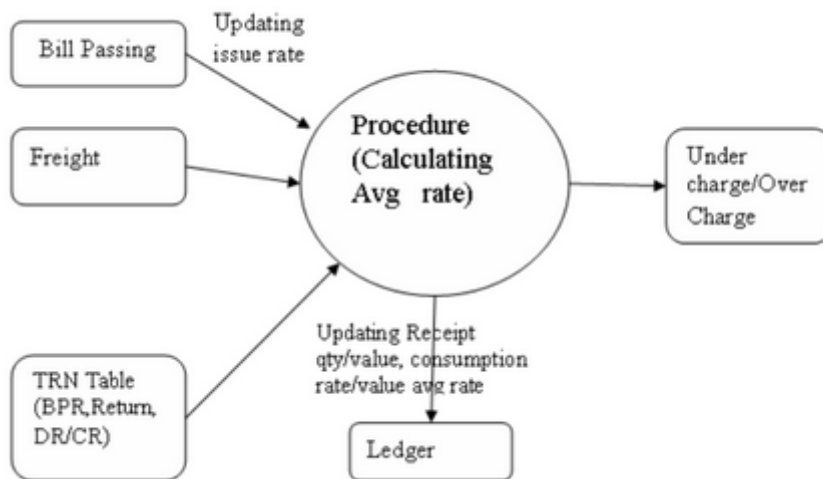 Bill Passing
Updating
issue rate
Freight
Procedure
(Calculating
Avg rate)
Under
charge/Over
Charge
Updating Receipt
qty/value, consumption
rate/value avg rate
TRN Table
(BPR,Return,
DR/CR)
Ledger